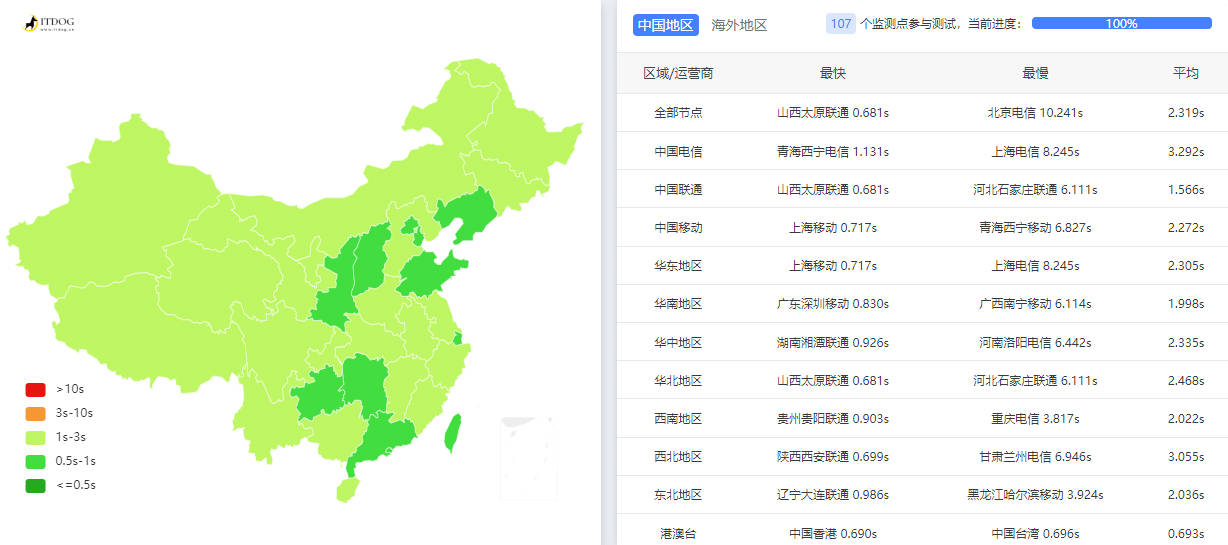 ITDOG
www.itdog.cn
>10s
3s-10s
1s-3s
0.5s-1s
<=0.5s
中国地区 海外地区 107 个监测点参与测试，当前进度： 100%
区域/运营商 最快 最慢 平均
全部节点 山西太原联通 0.681s 北京电信 10.241s 2.319s
中国电信 青海西宁电信 1.131s 上海电信 8.245s 3.292s
中国联通 山西太原联通 0.681s 河北石家庄联通 6.111s 1.566s
中国移动 上海移动 0.717s 青海西宁移动 6.827s 2.272s
华东地区 上海移动 0.717s 上海电信 8.245s 2.305s
华南地区 广东深圳移动 0.830s 广西南宁移动 6.114s 1.998s
华中地区 湖南湘潭联通 0.926s 河南洛阳电信 6.442s 2.335s
华北地区 山西太原联通 0.681s 河北石家庄联通 6.111s 2.468s
西南地区 贵州贵阳联通 0.903s 重庆电信 3.817s 2.022s
西北地区 陕西西安联通 0.699s 甘肃兰州电信 6.946s 3.055s
东北地区 辽宁大连联通 0.986s 黑龙江哈尔滨移动 3.924s 2.036s
港澳台 中国香港 0.690s 中国台湾 0.696s 0.693s